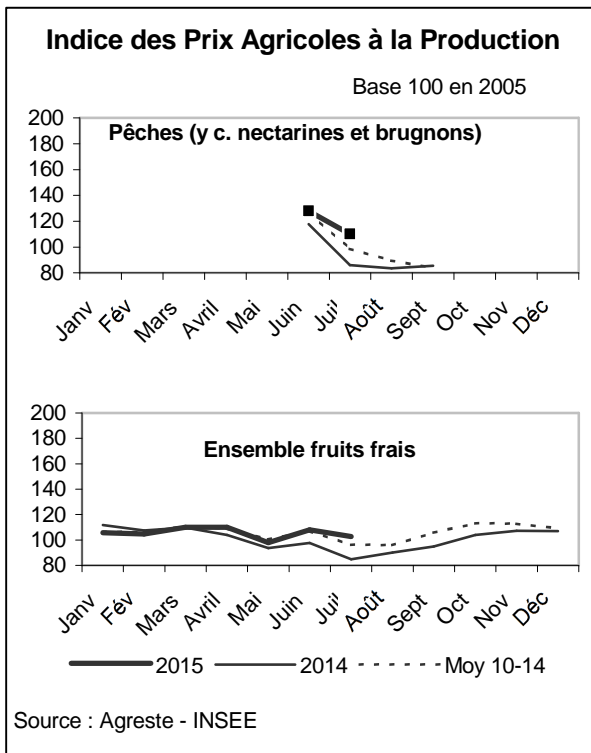 Indice des Prix Agricoles à la Production
Base 100 en 2005
Pêches (y c. nectarines et brugnons)
200
180
160
140
120
100
80
Janv
Fév
Mars
Avril
Mai
Juin
Juil
Août
Sept
Oct
Nov
Déc
Ensemble fruits frais
200
180
160
140
120
100
80
Janv
Fév
Mars
Avril
Mai
Juin
Juil
Août
Sept
Oct
Nov
Déc
2015 2014 Moy 10-14
Source : Agreste - INSEE